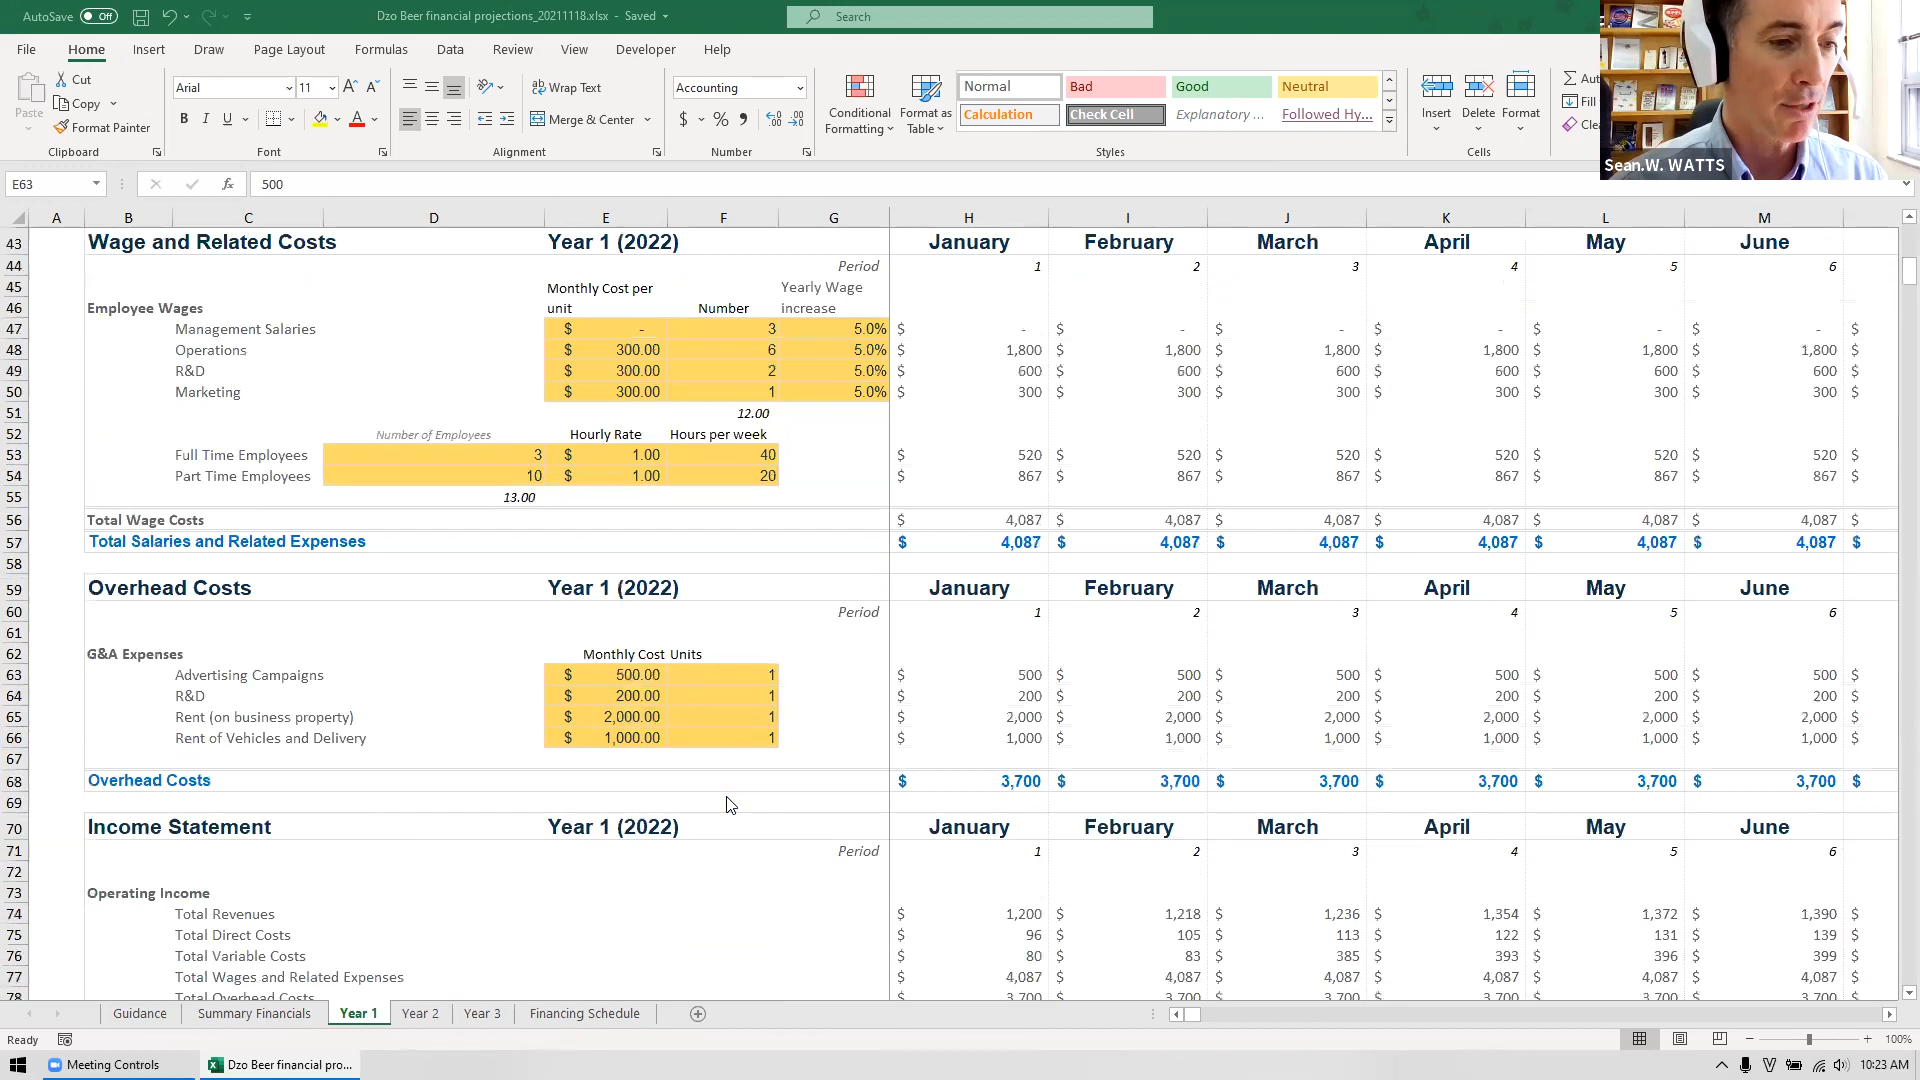 AutoSave Off Dzo Beer financial projections_20211118.xlsx - Saved Search
File Home Insert Draw Page Layout Formulas Data Review View Developer Help
Paste Cut Copy Format Painter Clipboard
Arial 11 B I U Font
Wrap Text Merge & Center Alignment
Accounting $ % Number
Conditional Formatting Format as Table
Normal Bad Good Neutral
Calculation Check Cell Explanatory ... Followed Hy...
Styles
Insert Delete Format Cells
Fill
Sean.W. WATTS
E63 fx 500
A B C D E F G H I J K L M
43 Wage and Related Costs Year 1 (2022) January February March April May June
44 Period 1 2 3 4 5 6
45 Monthly Cost per Yearly Wage
46 Employee Wages unit Number increase
47 Management Salaries $ - 3 5.0% $ - $ - $ - $ - $ - $ - $
48 Operations $ 300.00 6 5.0% $ 1,800 $ 1,800 $ 1,800 $ 1,800 $ 1,800 $ 1,800 $
49 R&D $ 300.00 2 5.0% $ 600 $ 600 $ 600 $ 600 $ 600 $ 600 $
50 Marketing $ 300.00 1 5.0% $ 300 $ 300 $ 300 $ 300 $ 300 $ 300 $
51 12.00
52 Number of Employees Hourly Rate Hours per week
53 Full Time Employees 3 $ 1.00 40 $ 520 $ 520 $ 520 $ 520 $ 520 $ 520 $
54 Part Time Employees 10 $ 1.00 20 $ 867 $ 867 $ 867 $ 867 $ 867 $ 867 $
55 13.00
56 Total Wage Costs $ 4,087 $ 4,087 $ 4,087 $ 4,087 $ 4,087 $ 4,087 $
57 Total Salaries and Related Expenses $ 4,087 $ 4,087 $ 4,087 $ 4,087 $ 4,087 $ 4,087 $
58
59 Overhead Costs Year 1 (2022) January February March April May June
60 Period 1 2 3 4 5 6
61
62 G&A Expenses Monthly Cost Units
63 Advertising Campaigns $ 500.00 1 $ 500 $ 500 $ 500 $ 500 $ 500 $ 500 $
64 R&D $ 200.00 1 $ 200 $ 200 $ 200 $ 200 $ 200 $ 200 $
65 Rent (on business property) $ 2,000.00 1 $ 2,000 $ 2,000 $ 2,000 $ 2,000 $ 2,000 $ 2,000 $
66 Rent of Vehicles and Delivery $ 1,000.00 1 $ 1,000 $ 1,000 $ 1,000 $ 1,000 $ 1,000 $ 1,000 $
67
68 Overhead Costs $ 3,700 $ 3,700 $ 3,700 $ 3,700 $ 3,700 $ 3,700 $
69
70 Income Statement Year 1 (2022) January February March April May June
71 Period 1 2 3 4 5 6
72
73 Operating Income
74 Total Revenues $ 1,200 $ 1,218 $ 1,236 $ 1,354 $ 1,372 $ 1,390 $
75 Total Direct Costs $ 96 $ 105 $ 113 $ 122 $ 131 $ 139 $
76 Total Variable Costs $ 80 $ 83 $ 385 $ 393 $ 396 $ 399 $
77 Total Wages and Related Expenses $ 4,087 $ 4,087 $ 4,087 $ 4,087 $ 4,087 $ 4,087 $
78 Total Overhead Costs $ 3,700 $ 3,700 $ 3,700 $ 3,700 $ 3,700 $ 3,700 $
Guidance Summary Financials Year 1 Year 2 Year 3 Financing Schedule
Ready 100%
Meeting Controls Dzo Beer financial pro... 10:23 AM